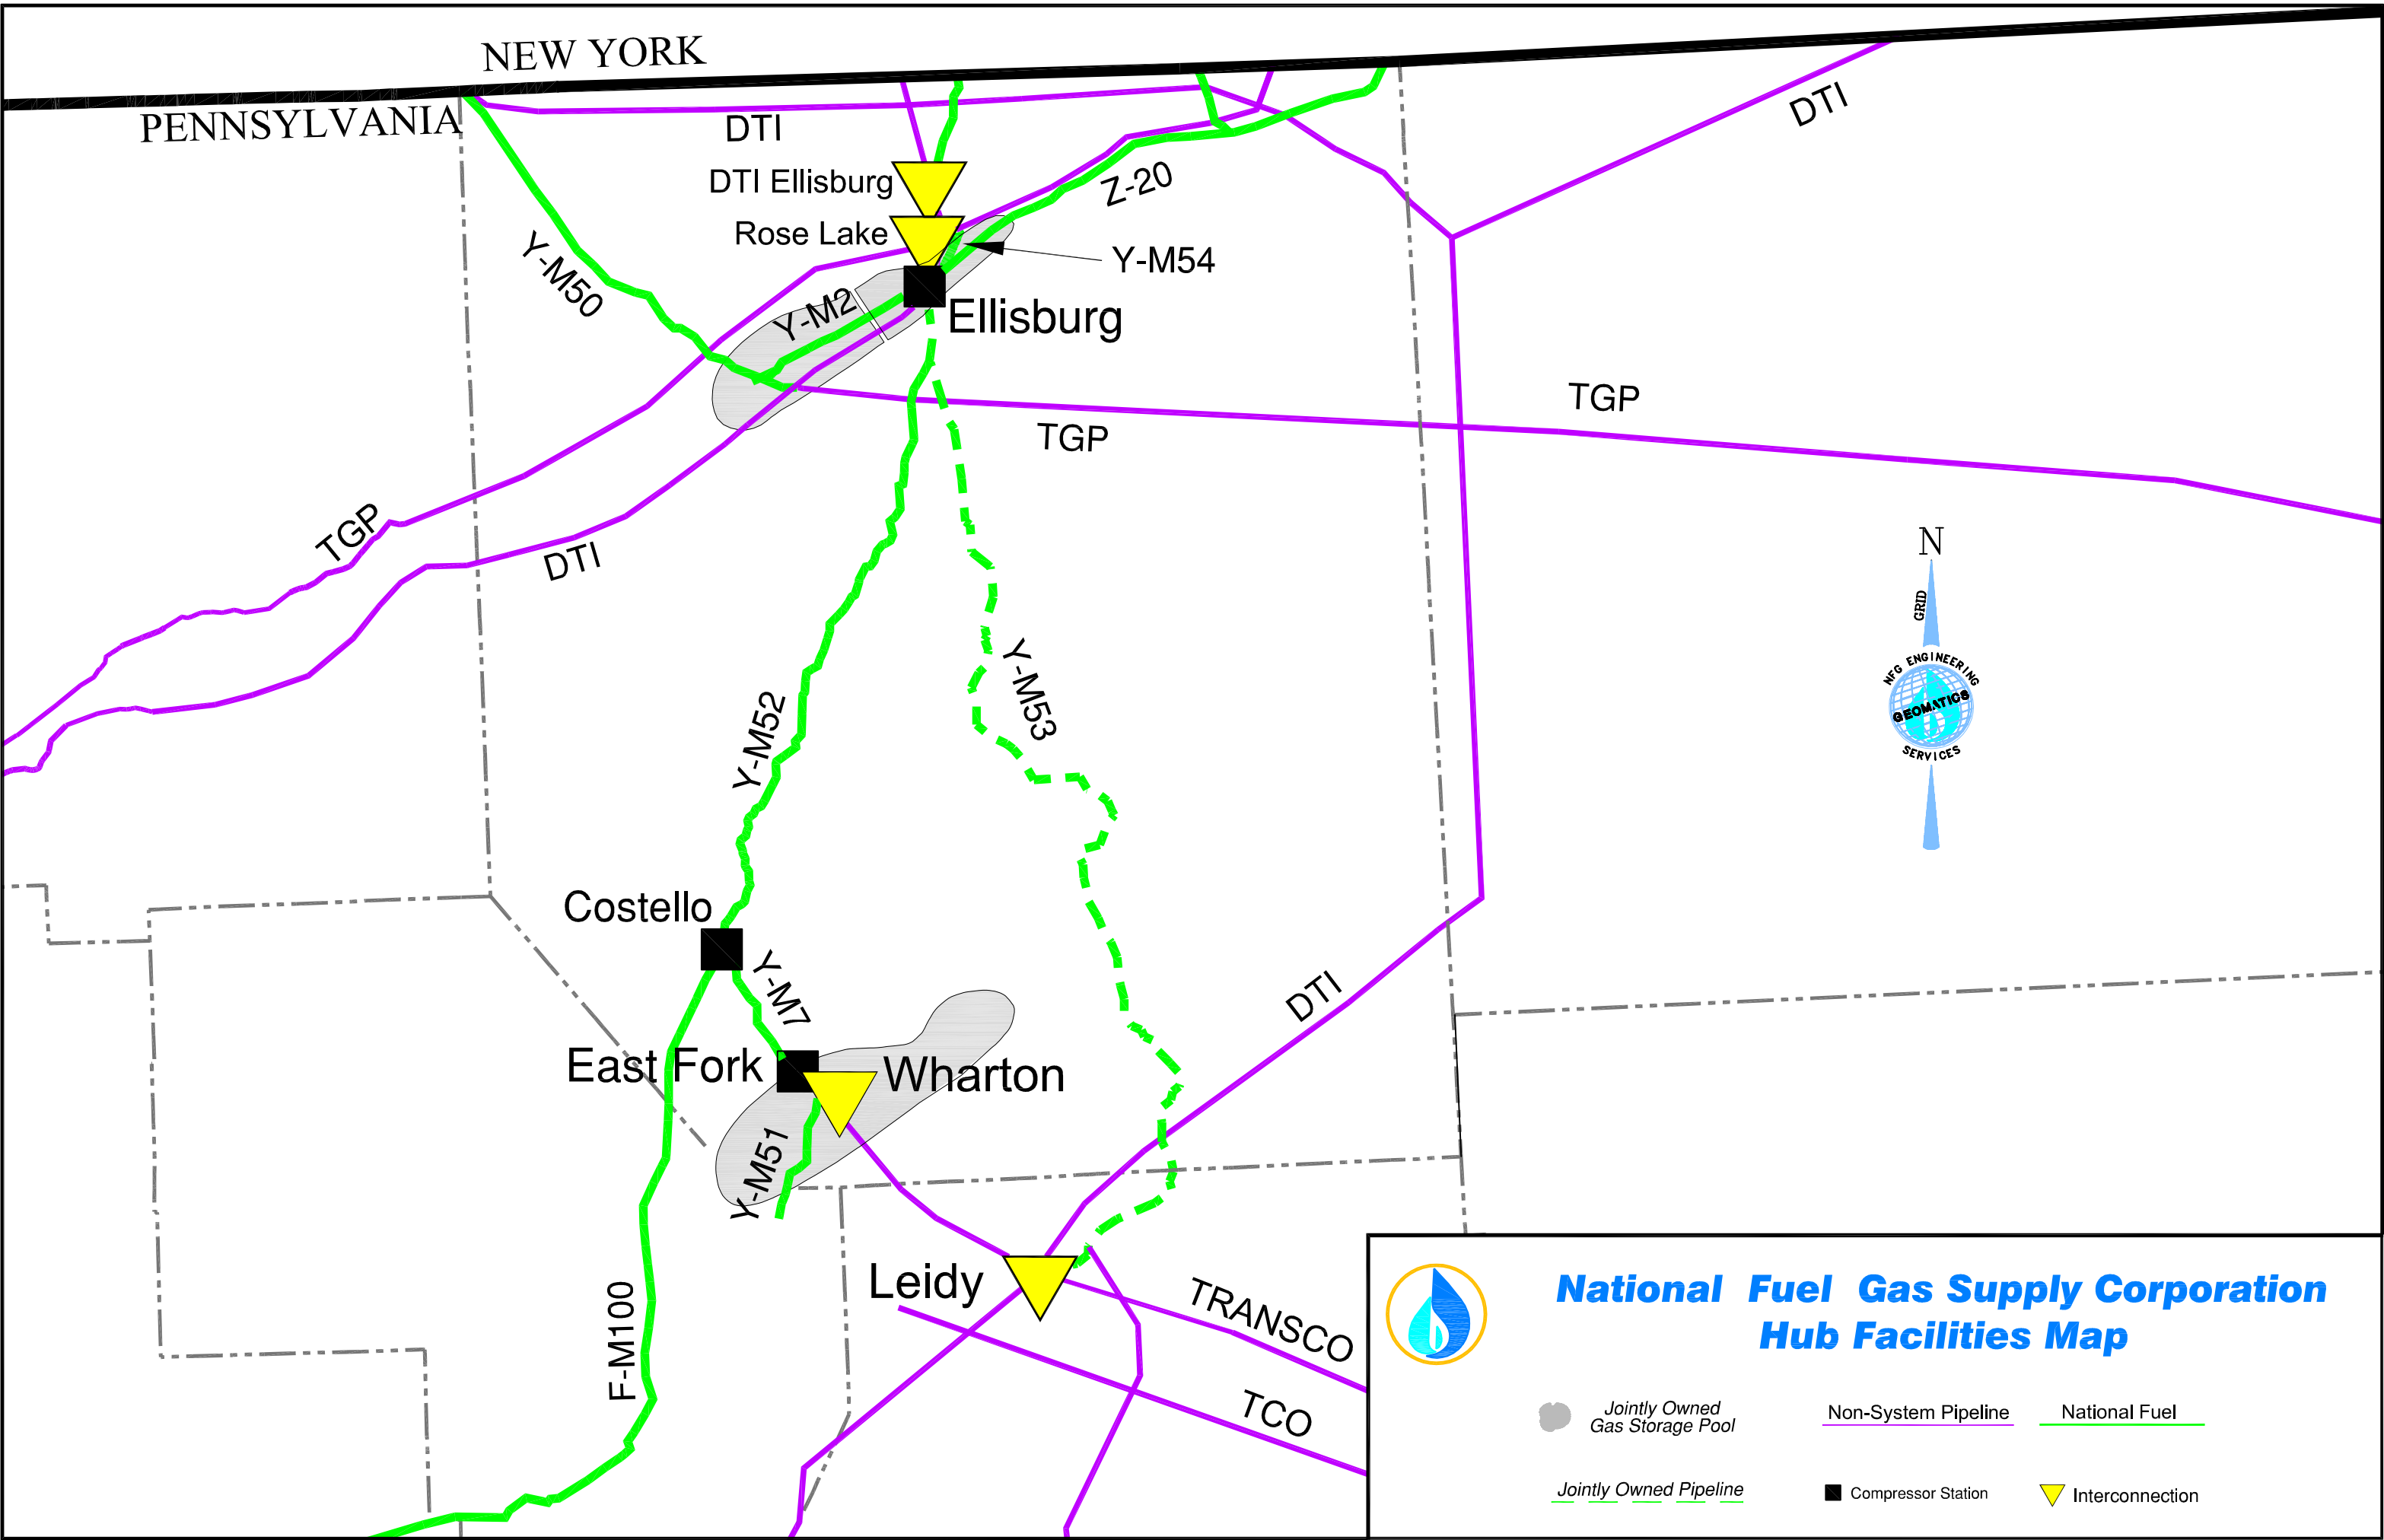 NEW YORK
PENNSYLVANIA
DTI
DTI
DTI Ellisburg
Z-20
Rose Lake
Y-M54
Y-M50
Y-M2
Ellisburg
TGP
TGP
TGP
DTI
N
GRID
NFG ENGINEERING
GEOMATICS
SERVICES
Y-M53
Y-M52
Costello
Y-M7
DTI
East Fork
Wharton
Y-M51
Leidy
TRANSCO
F-M100
TCO
National Fuel Gas Supply Corporation
Hub Facilities Map
Jointly Owned
Gas Storage Pool
Non-System Pipeline
National Fuel
Jointly Owned Pipeline
Compressor Station
Interconnection